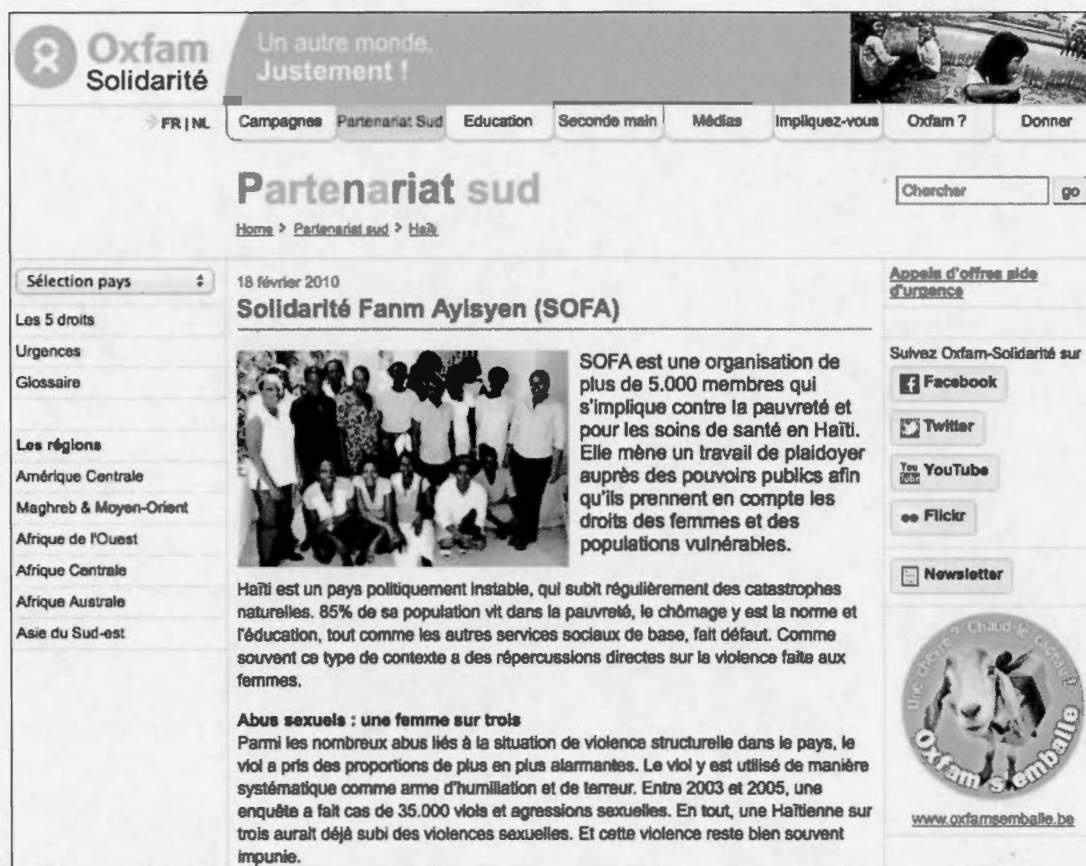 Oxfam
Solidarité
Un autre monde.
Justement !
FR | NL
Campagnes
Partenariat Sud
Education
Seconde main
Médias
Impliquez-vous
Oxfam ?
Donner
Partenariat sud
Chercher
go
Home > Partenariat sud > Haïti
Sélection pays
Les 5 droits
Urgences
Glossaire
Les régions
Amérique Centrale
Maghreb & Moyen-Orient
Afrique de l'Ouest
Afrique Centrale
Afrique Australe
Asie du Sud-est
18 février 2010
Solidarité Fanm Ayisyen (SOFA)
SOFA est une organisation de
plus de 5.000 membres qui
s'implique contre la pauvreté et
pour les soins de santé en Haïti.
Elle mène un travail de plaidoyer
auprès des pouvoirs publics afin
qu'ils prennent en compte les
droits des femmes et des
populations vulnérables.
Haïti est un pays politiquement instable, qui subit régulièrement des catastrophes
naturelles. 85% de sa population vit dans la pauvreté, le chômage y est la norme et
l'éducation, tout comme les autres services sociaux de base, fait défaut. Comme
souvent ce type de contexte a des répercussions directes sur la violence faite aux
femmes.
Abus sexuels : une femme sur trois
Parmi les nombreux abus liés à la situation de violence structurelle dans le pays, le
viol a pris des proportions de plus en plus alarmantes. Le viol y est utilisé de manière
systématique comme arme d'humiliation et de terreur. Entre 2003 et 2005, une
enquête a fait cas de 35.000 viols et agressions sexuelles. En tout, une Haïtienne sur
trois aurait déjà subi des violences sexuelles. Et cette violence reste bien souvent
impunie.
Appels d'offres aide
d'urgence
Suivez Oxfam-Solidarité sur
Facebook
Twitter
You Tube YouTube
Flickr
Newsletter
Une chèvre ? Chaud le cadeau !
Oxfam s'emballe
www.oxfamsemballe.be